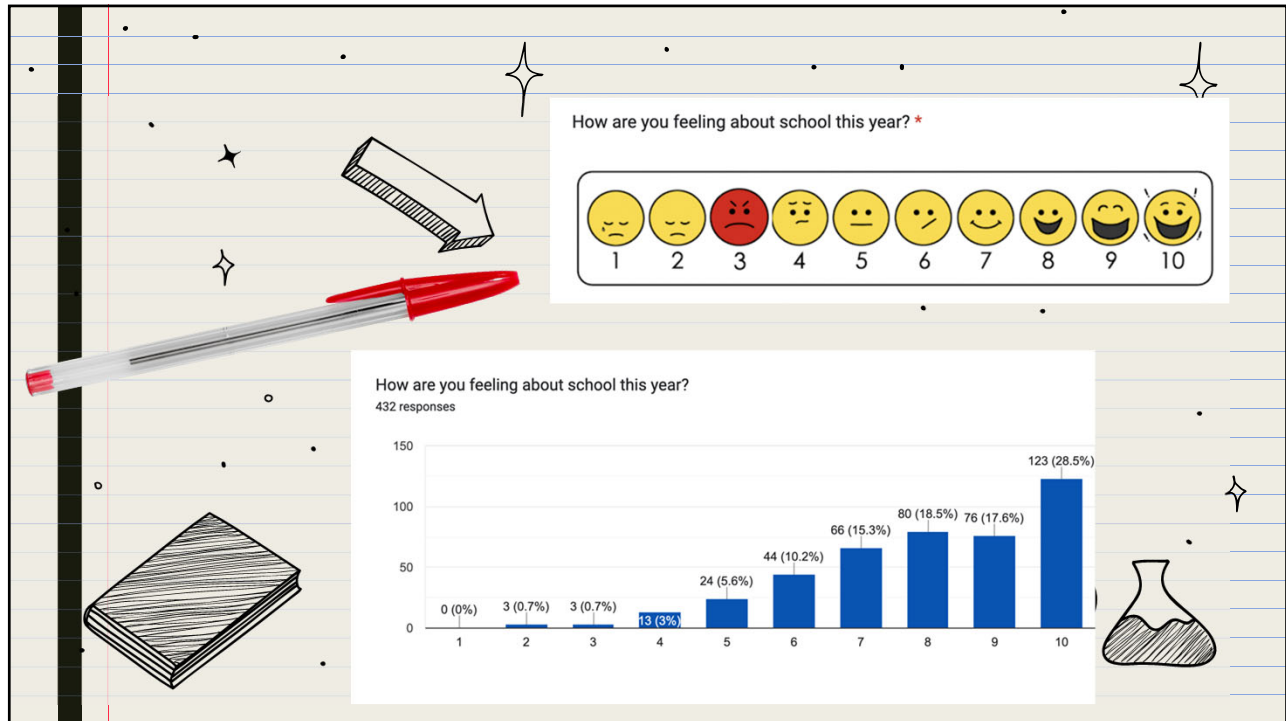 How are you feeling about school this year? *
1 2 3 4 5 6 7 8 9 10
How are you feeling about school this year?
432 responses
150
100
50
0
0 (0%)
3 (0.7%)
3 (0.7%)
13 (3%)
24 (5.6%)
44 (10.2%)
66 (15.3%)
80 (18.5%)
76 (17.6%)
123 (28.5%)
1 2 3 4 5 6 7 8 9 10